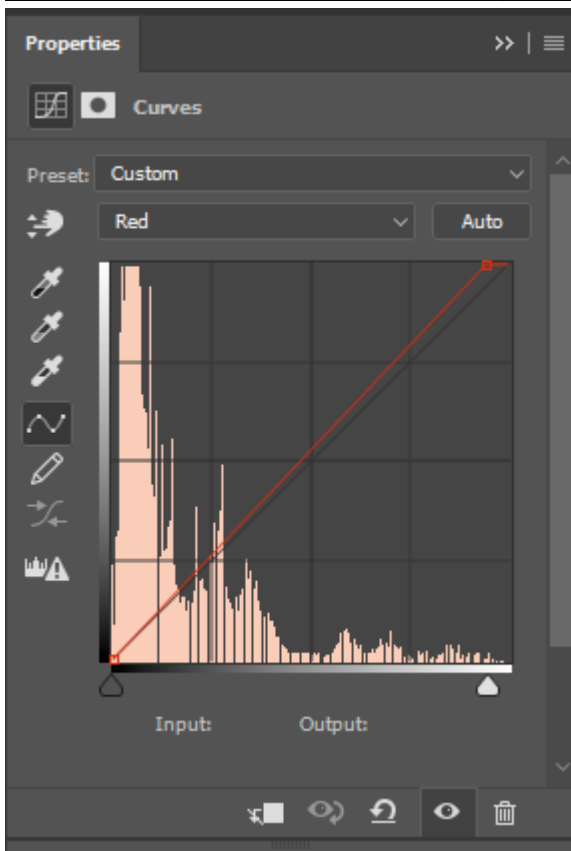 Properties
Curves
Preset: Custom
Red Auto
Input: Output: